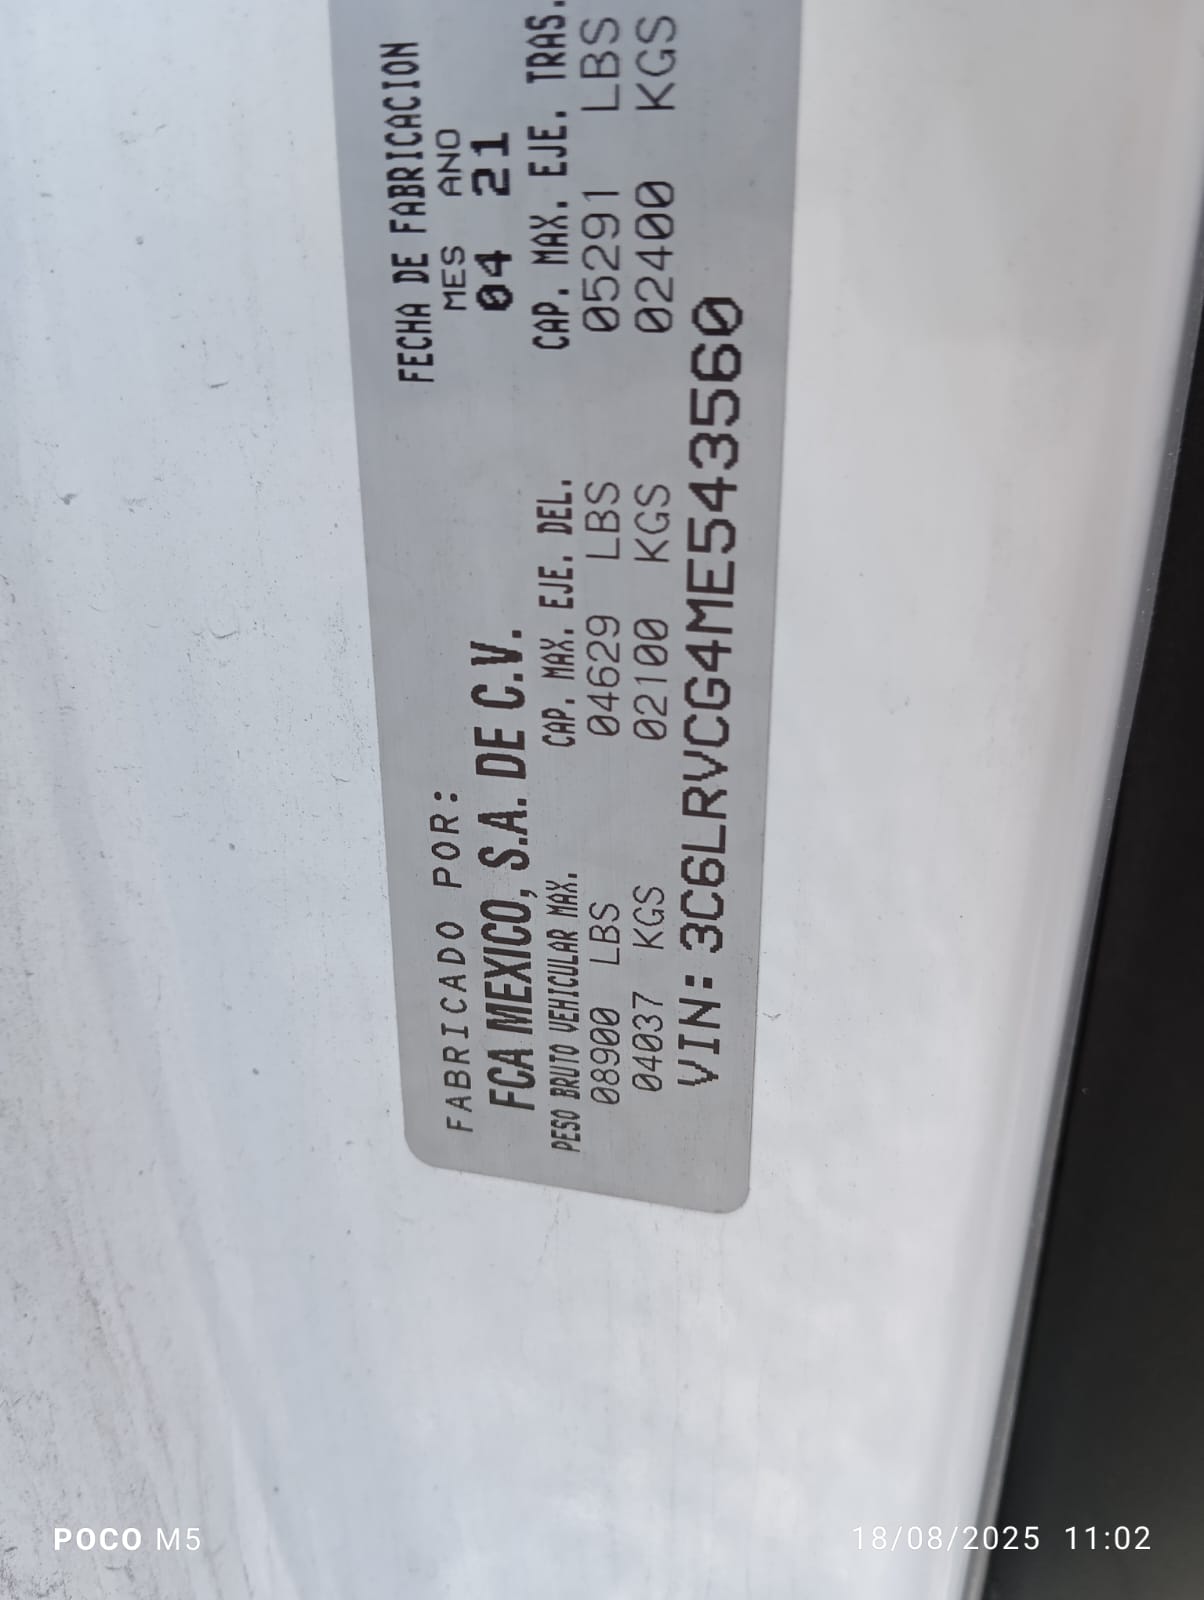 FABRICADO POR:
FCA MEXICO, S.A. DE C.V.
FECHA DE FABRICACION
MES ANO
04 21
PESO BRUTO VEHICULAR MAX.
08900 LBS
04037 KGS
CAP. MAX. EJE. DEL.
04629 LBS
02100 KGS
CAP. MAX. EJE. TRAS.
05291 LBS
02400 KGS
VIN: 3C6LRVCG4ME543560
POCO M5
18/08/2025 11:02